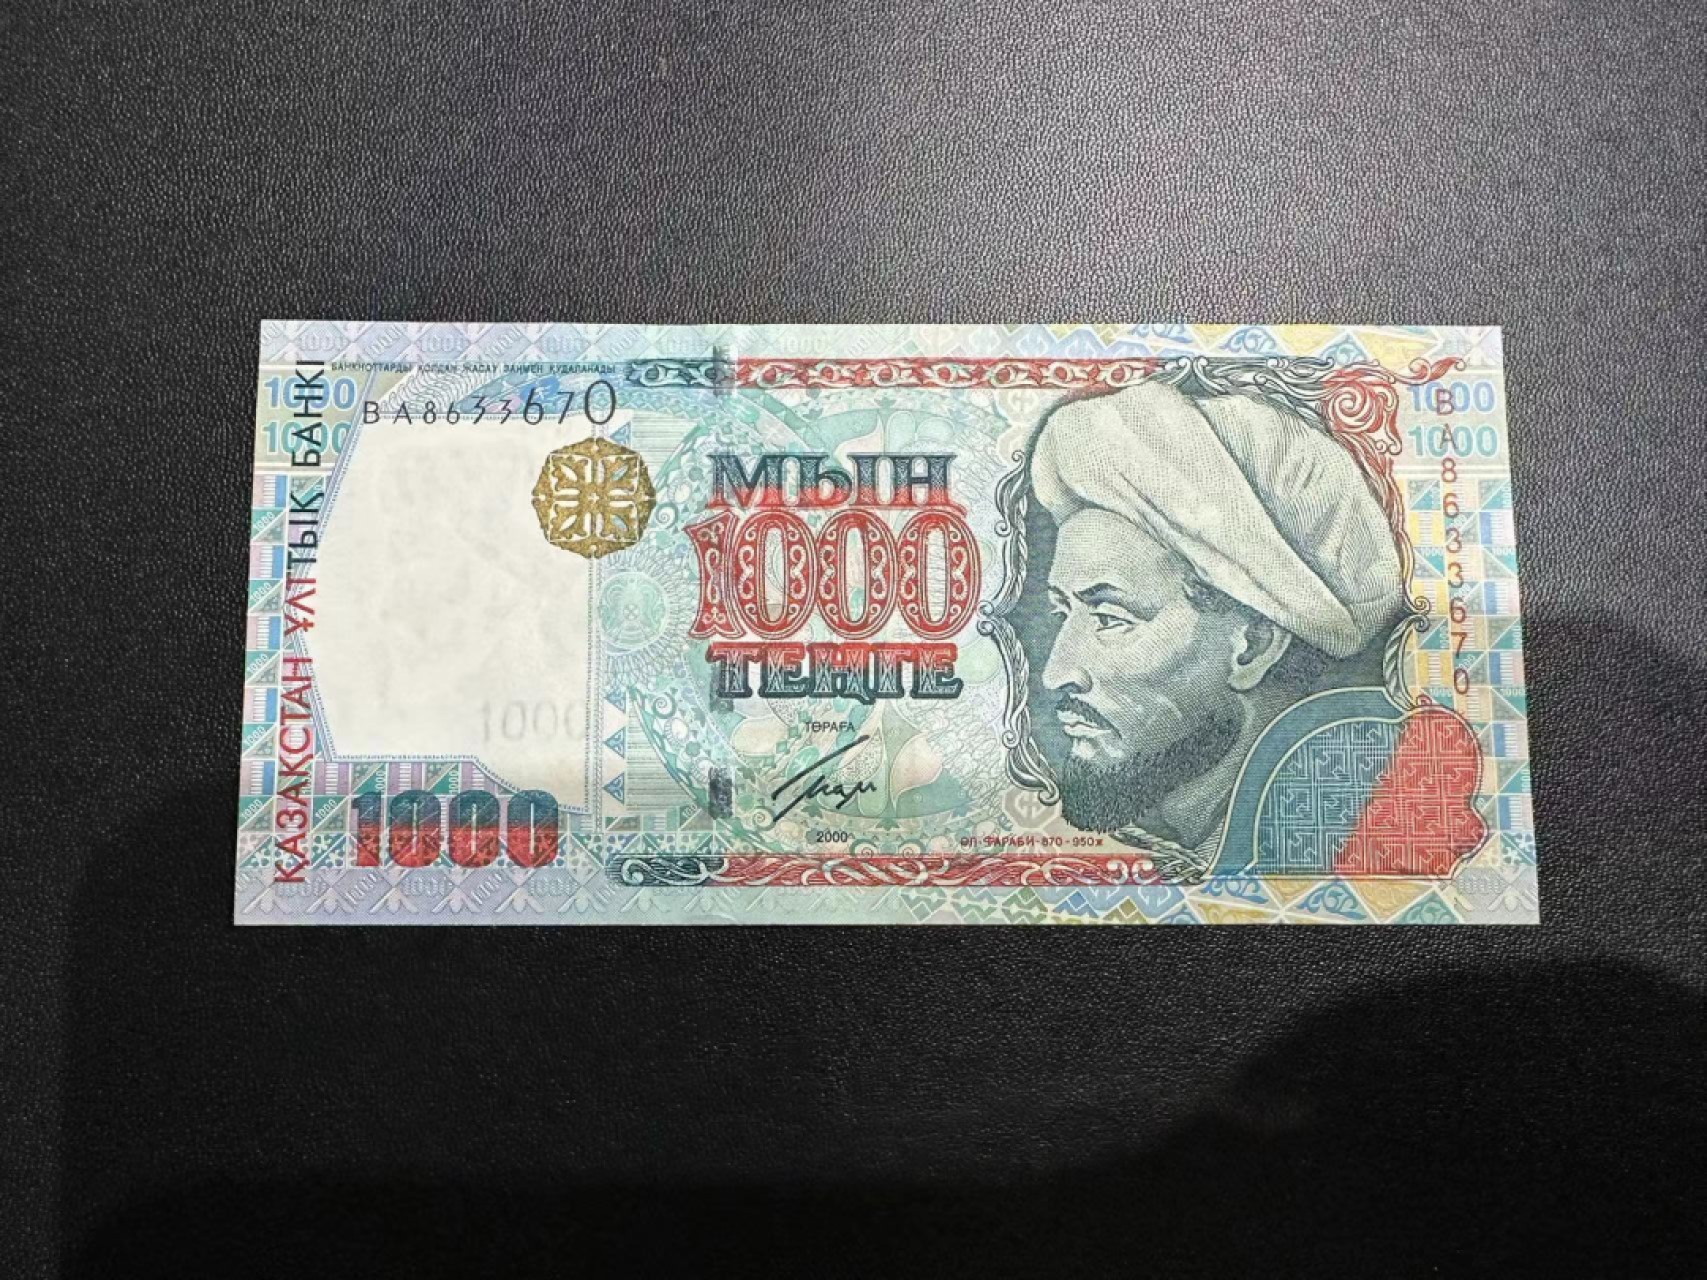 БАНКНОТТАРДЫ ҚОЛДАН ЖАСАУ ЗАҢМЕН ҚУДАЛАНАДЫ
1000
1000
ВА8633670
ҚАЗАҚСТАН ҰЛТТЫҚ БАНКІ
1000
1000
МЫҢ
1000
ТЕҢГЕ
ТӨРАҒА
2000
ӘЛ-ФАРАБИ-870-950ж
1000
1000
ВА8633670